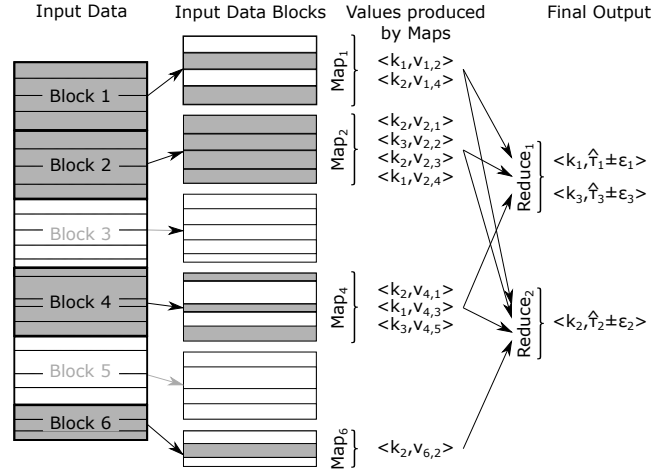 Input Data
Input Data Blocks
Values produced
by Maps
Final Output
Block 1
Block 2
Block 3
Block 4
Block 5
Block 6
Map1
<k1,v1,2>
<k2,v1,4>
Map2
<k2,v2,1>
<k3,v2,2>
<k2,v2,3>
<k1,v2,4>
Map4
<k2,v4,1>
<k1,v4,3>
<k3,v4,5>
Map6
<k2,v6,2>
Reduce1
<k1,τ̂1±ε1>
<k3,τ̂3±ε3>
Reduce2
<k2,τ̂2±ε2>